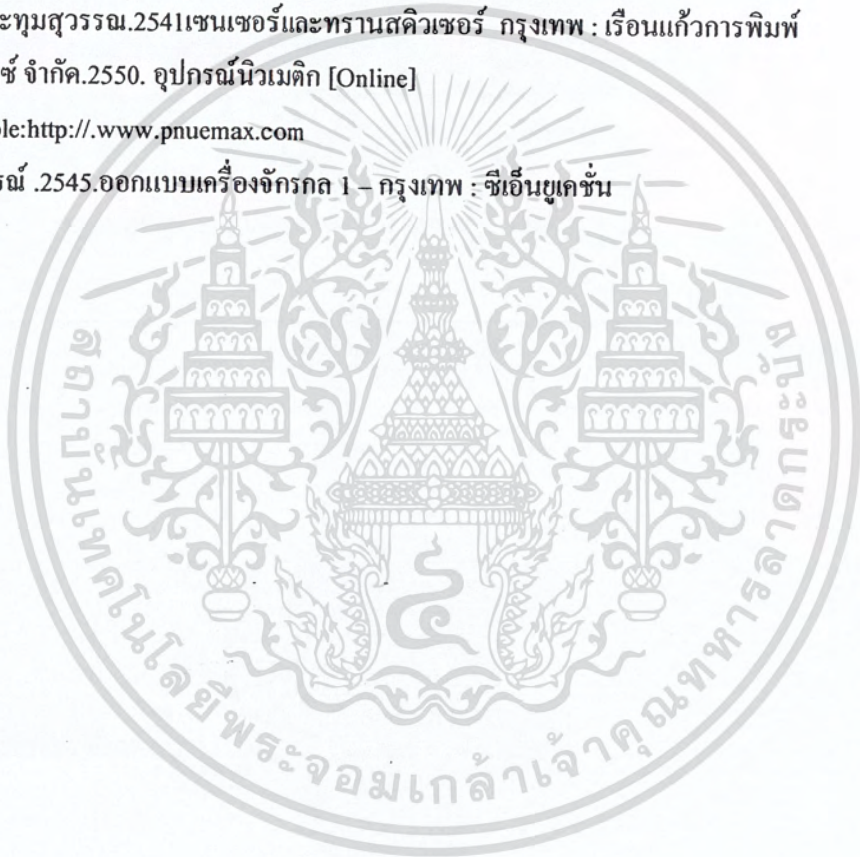 ะทุมสุวรรณ.2541เซนเซอร์และทรานสดิวเซอร์ กรุงเทพ : เรือนแก้วการพิมพ์
ซ์ จำกัด.2550. อุปกรณ์นิวเมติก [Online]
le:http://.www.pnuemax.com
รณ์ .2545.ออกแบบเครื่องจักรกล 1 – กรุงเทพ : ซีเอ็นยูเคชั่น
สถาบันเทคโนโลยีพระจอมเกล้าเจ้าคุณทหารลาดกระบัง
๔